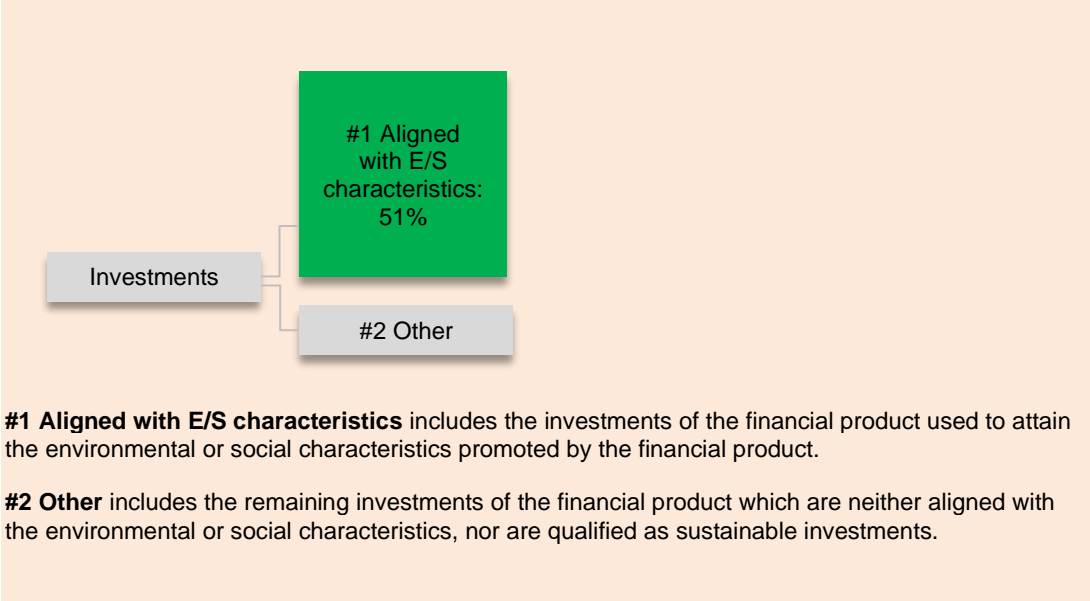 #1 Aligned
with E/S
characteristics:
51%
Investments
#2 Other
#1 Aligned with E/S characteristics includes the investments of the financial product used to attain
the environmental or social characteristics promoted by the financial product.
#2 Other includes the remaining investments of the financial product which are neither aligned with
the environmental or social characteristics, nor are qualified as sustainable investments.